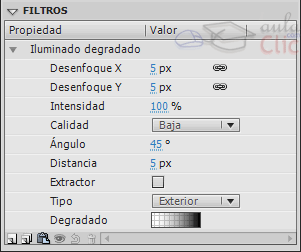 FILTROS
aula
Clic
Propiedad Valor
Iluminado degradado
Desenfoque X 5 px
Desenfoque Y 5 px
Intensidad 100 %
Calidad Baja
Ángulo 45 °
Distancia 5 px
Extractor
Tipo Exterior
Degradado